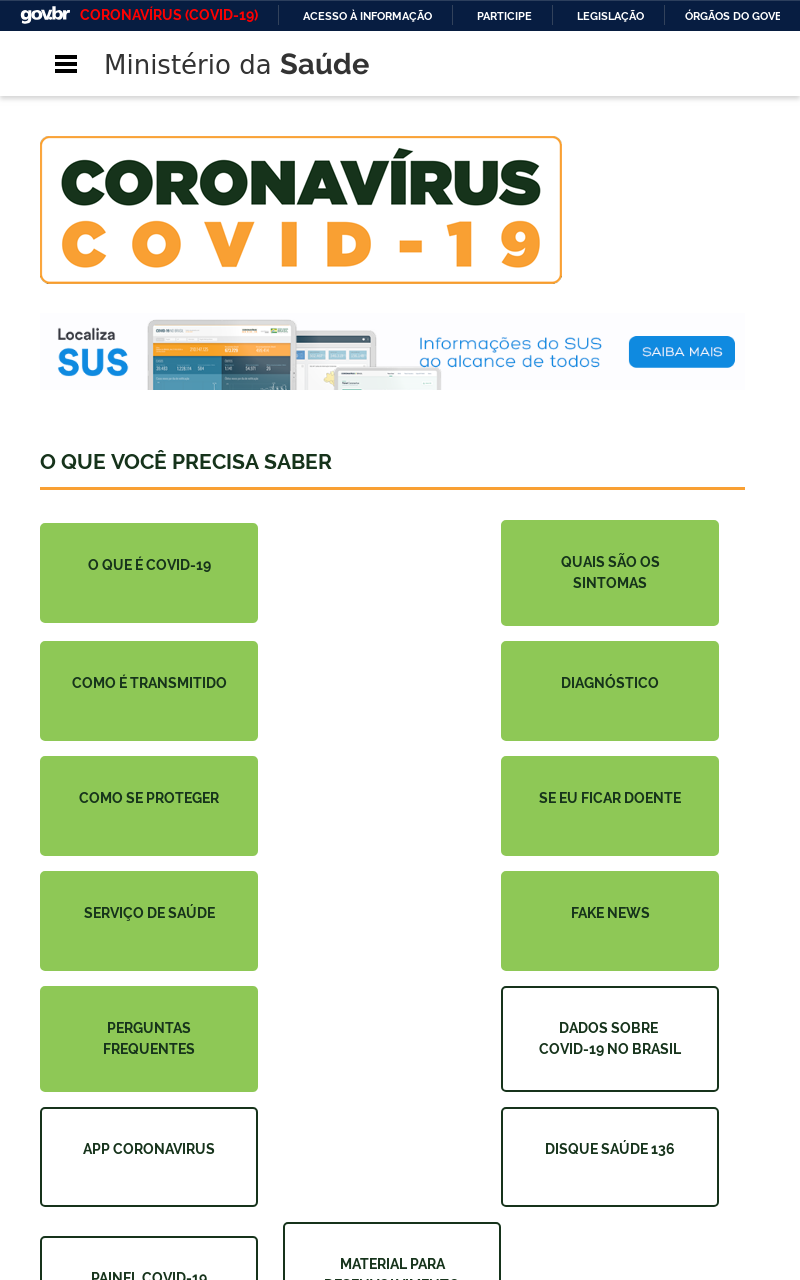 gov.br CORONAVÍRUS (COVID-19) ACESSO À INFORMAÇÃO PARTICIPE LEGISLAÇÃO ÓRGÃOS DO GOVE
Ministério da Saúde
CORONAVÍRUS
COVID-19
Localiza
SUS
Informações do SUS
ao alcance de todos
SAIBA MAIS
O QUE VOCÊ PRECISA SABER
O QUE É COVID-19
QUAIS SÃO OS
SINTOMAS
COMO É TRANSMITIDO
DIAGNÓSTICO
COMO SE PROTEGER
SE EU FICAR DOENTE
SERVIÇO DE SAÚDE
FAKE NEWS
PERGUNTAS
FREQUENTES
DADOS SOBRE
COVID-19 NO BRASIL
APP CORONAVIRUS
DISQUE SAÚDE 136
PAINEL COVID-19
MATERIAL PARA
DESENVOLVIMENTO